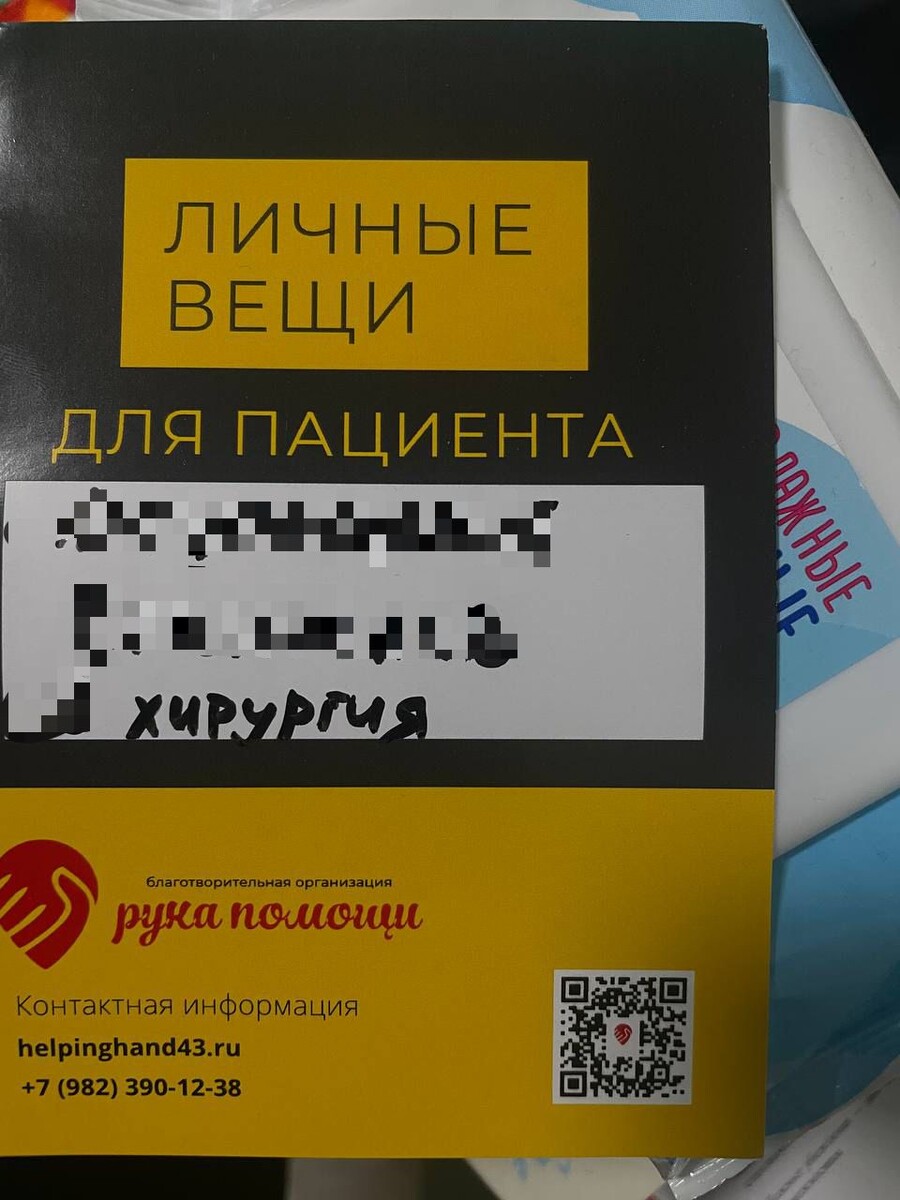 ЛИЧНЫЕ
ВЕЩИ
ДЛЯ ПАЦИЕНТА
хирургия
благотворительная организация
рука помощи
Контактная информация
helpinghand43.ru
+7 (982) 390-12-38